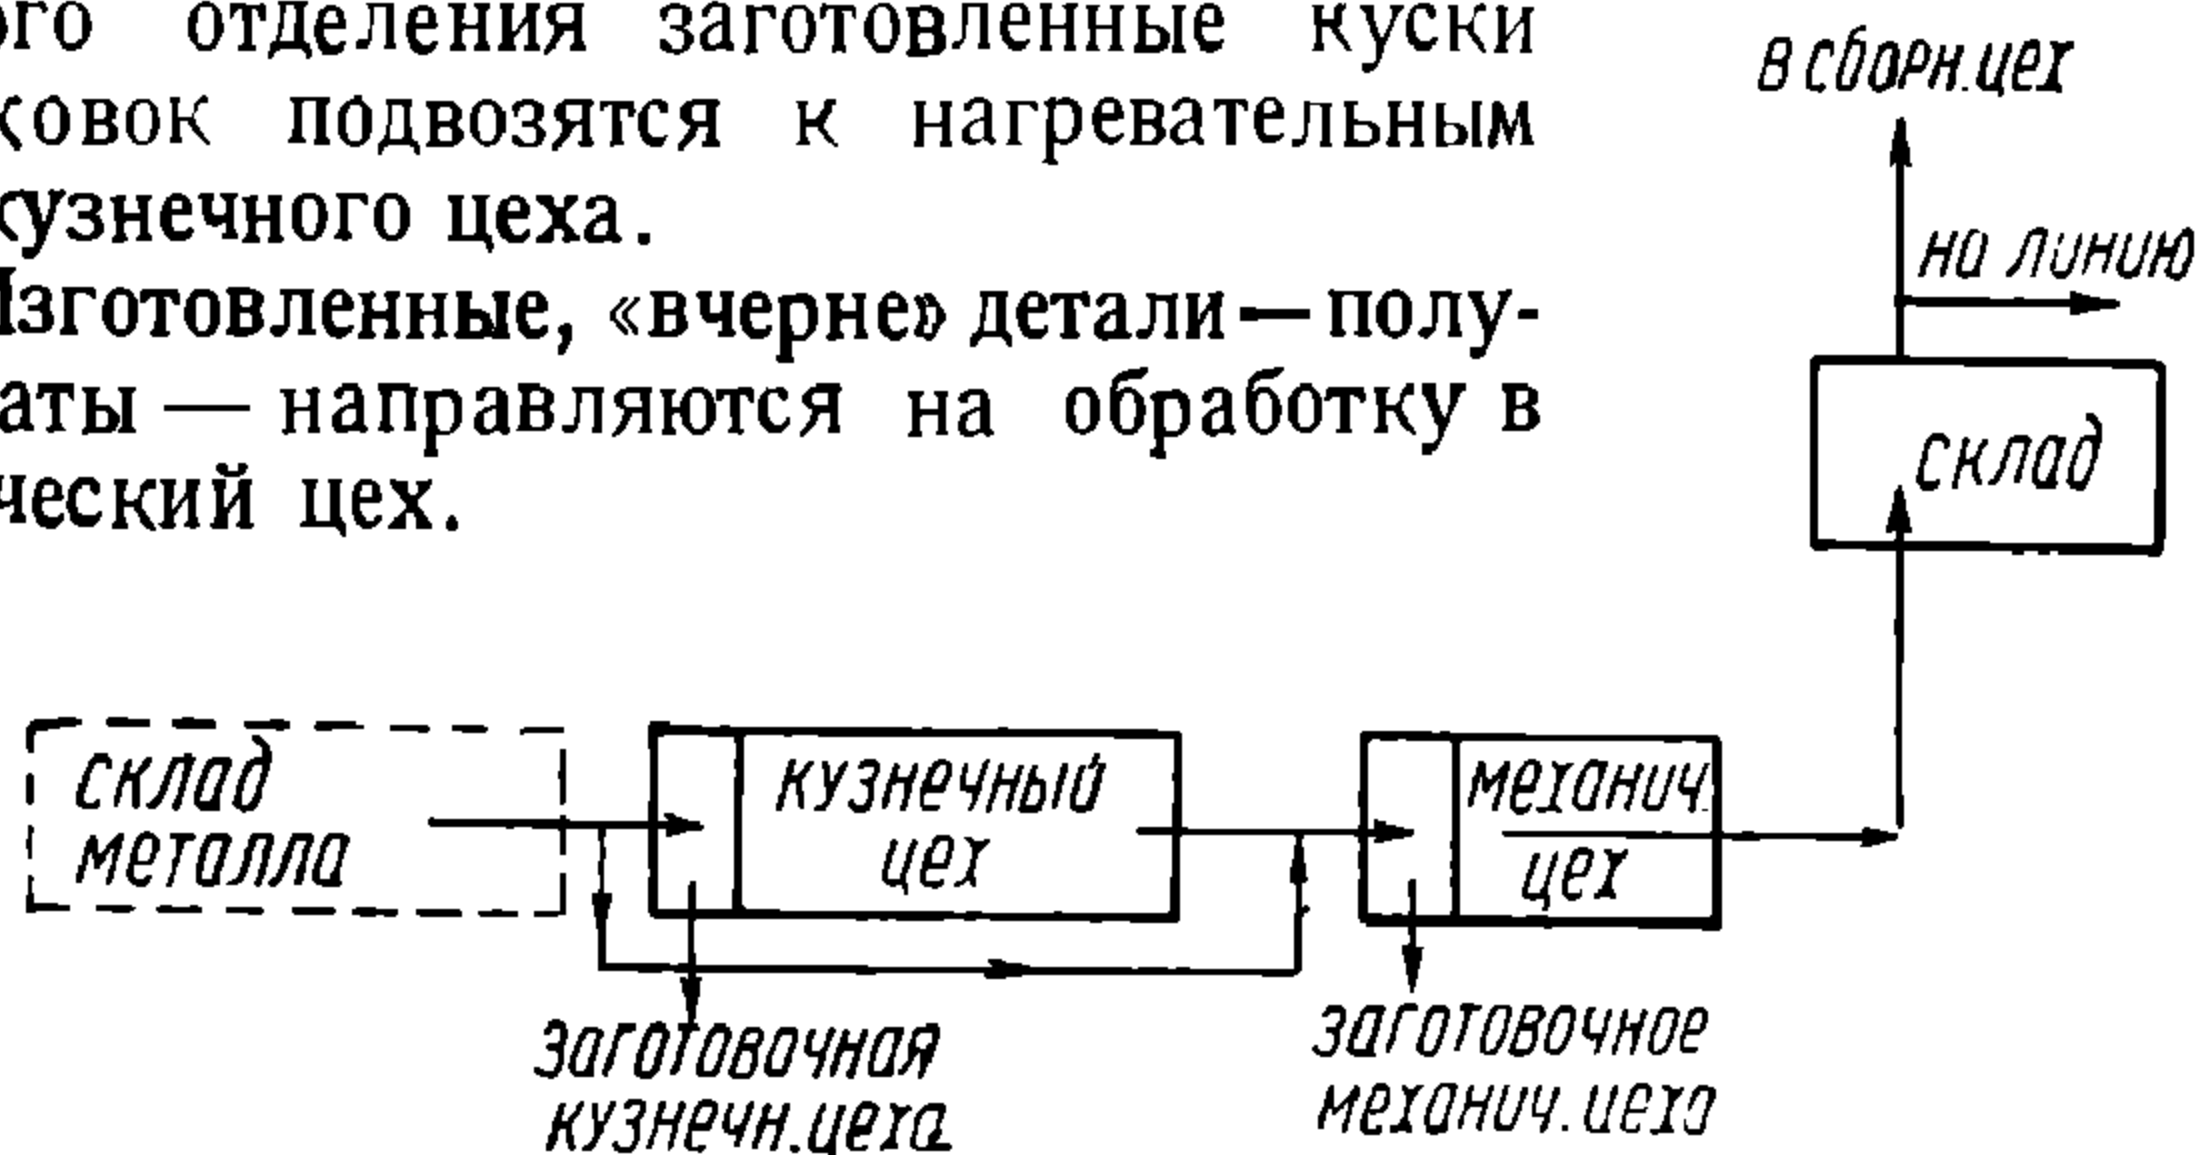 ого отделения заготовленные куски
ковок подвозятся к нагревательным
кузнечного цеха.
Изготовленные, «вчерне» детали — полу-
аты — направляются на обработку в
ческий цех.
в сборн. цех
на линию
склад
склад
металла
кузнечный
цех
механич.
цех
заготовочная
кузнечн. цеха
заготовочное
механич. цеха